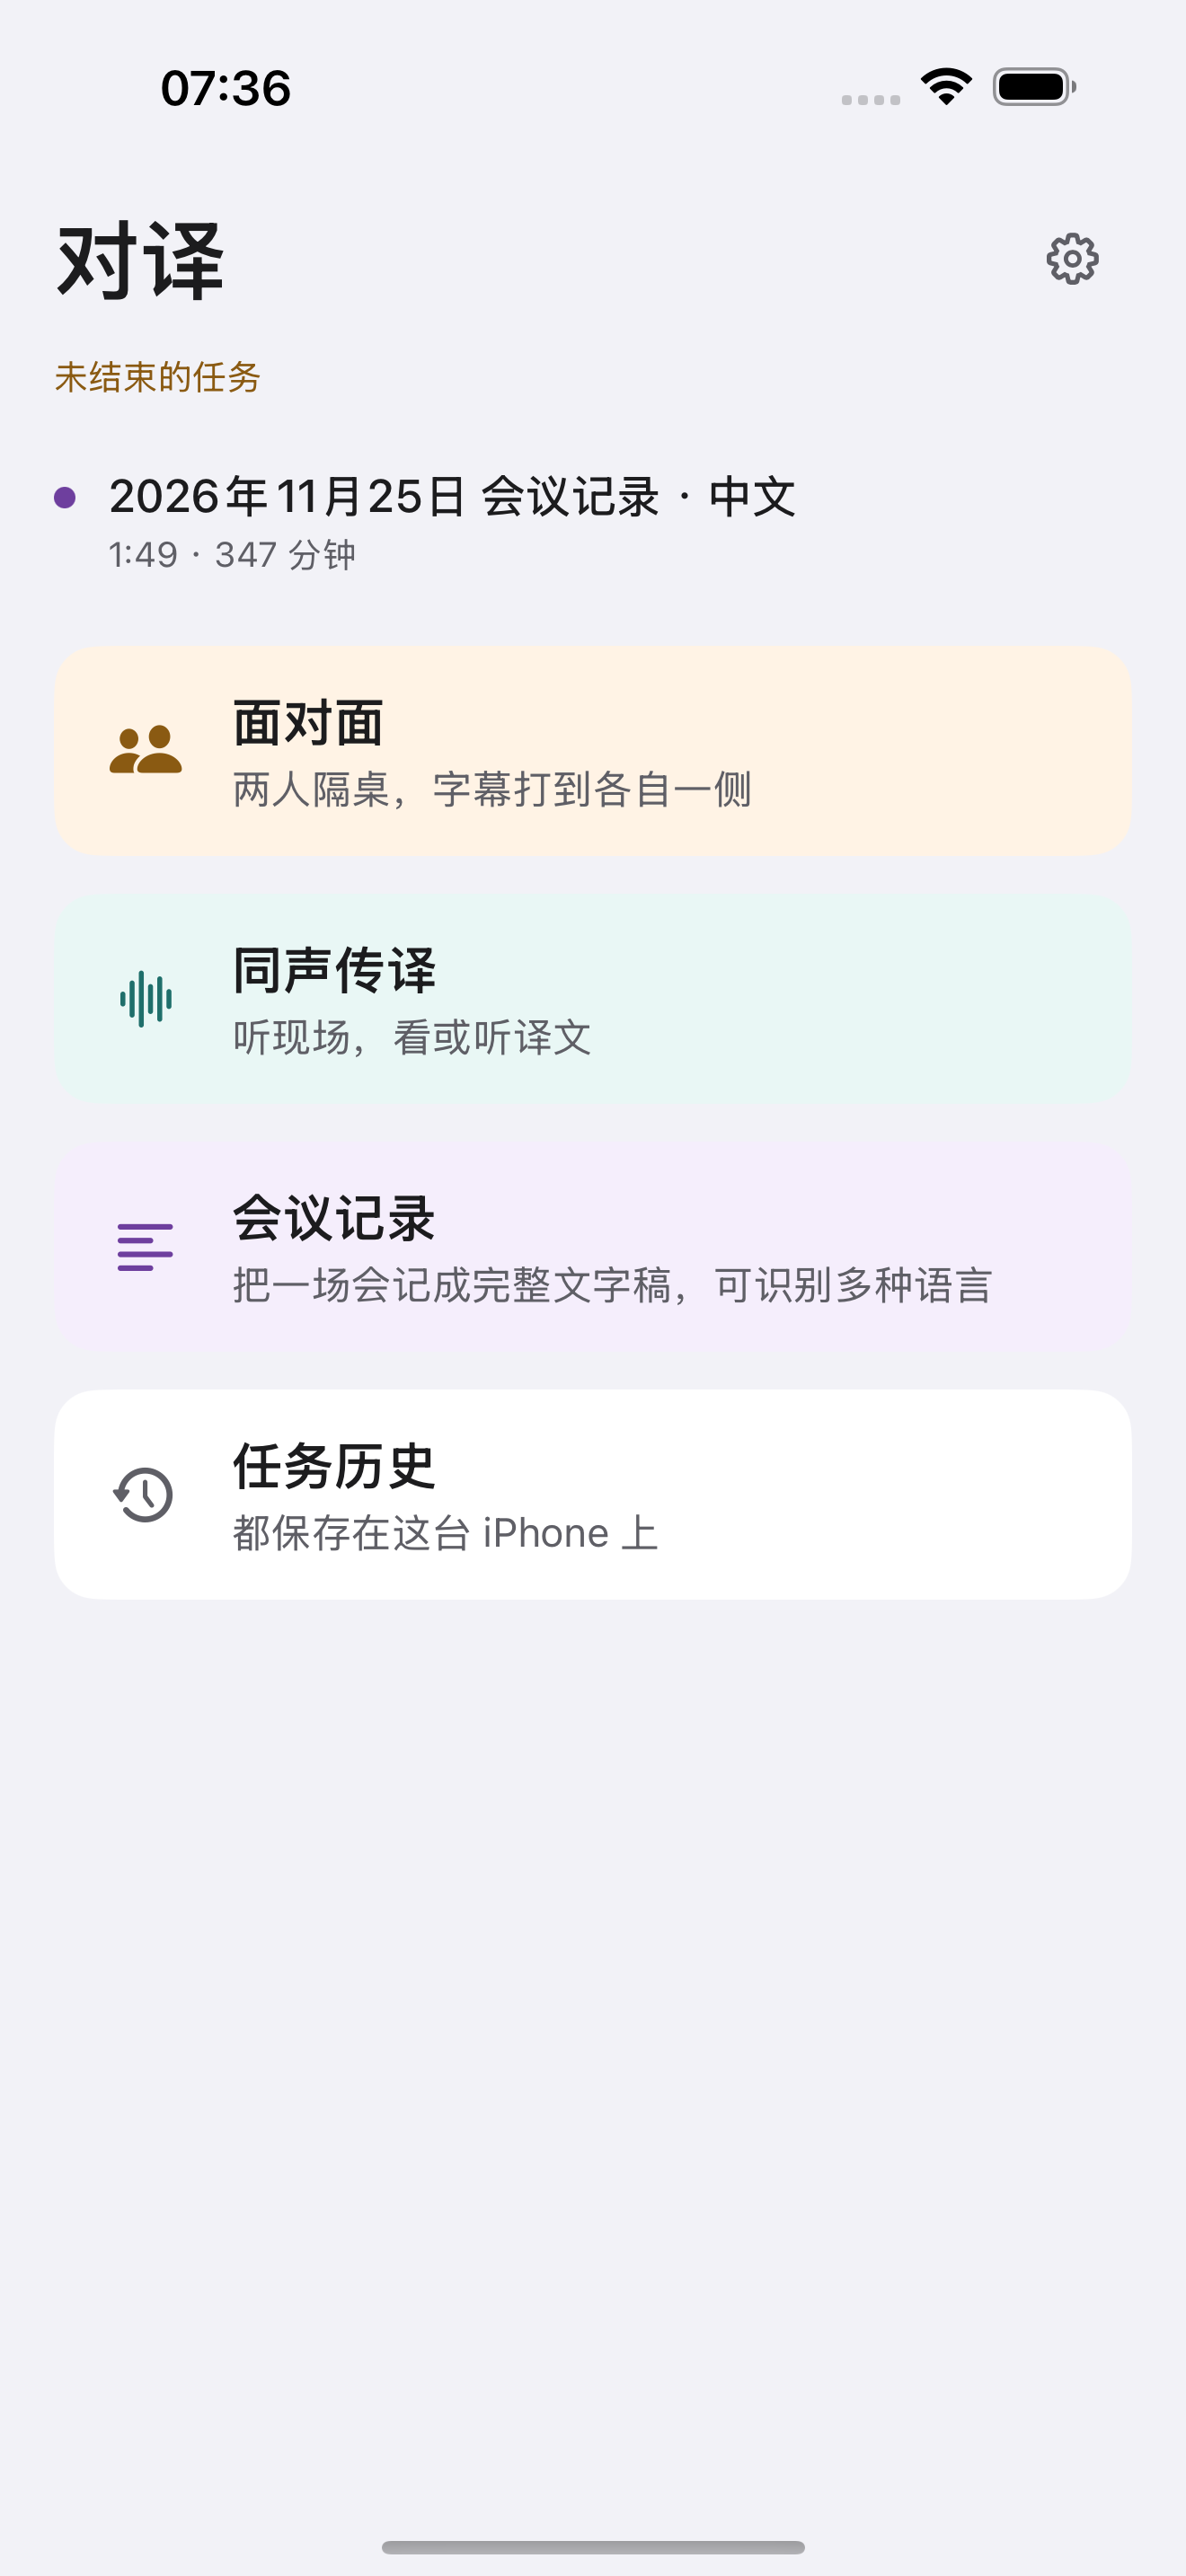 07:36
对译
未结束的任务
2026年11月25日 会议记录 · 中文
1:49 · 347 分钟
面对面
两人隔桌，字幕打到各自一侧
同声传译
听现场，看或听译文
会议记录
把一场会记成完整文字稿，可识别多种语言
任务历史
都保存在这台 iPhone 上